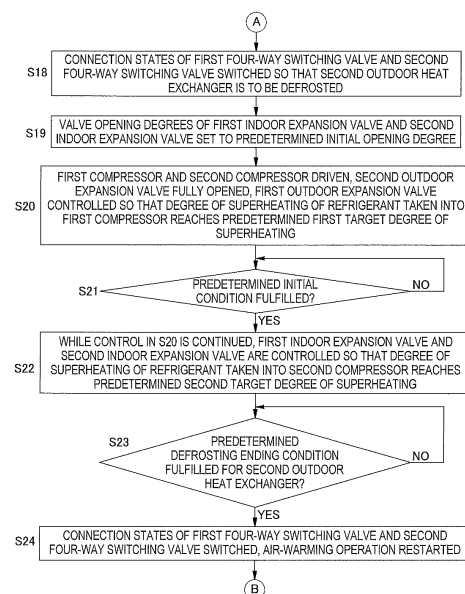 A
S18
CONNECTION STATES OF FIRST FOUR-WAY SWITCHING VALVE AND SECOND
FOUR-WAY SWITCHING VALVE SWITCHED SO THAT SECOND OUTDOOR HEAT
EXCHANGER IS TO BE DEFROSTED
S19
VALVE OPENING DEGREES OF FIRST INDOOR EXPANSION VALVE AND SECOND
INDOOR EXPANSION VALVE SET TO PREDETERMINED INITIAL OPENING DEGREE
S20
FIRST COMPRESSOR AND SECOND COMPRESSOR DRIVEN, SECOND OUTDOOR
EXPANSION VALVE FULLY OPENED, FIRST OUTDOOR EXPANSION VALVE
CONTROLLED SO THAT DEGREE OF SUPERHEATING OF REFRIGERANT TAKEN INTO
FIRST COMPRESSOR REACHES PREDETERMINED FIRST TARGET DEGREE OF
SUPERHEATING
S21
PREDETERMINED INITIAL
CONDITION FULFILLED?
NO
YES
S22
WHILE CONTROL IN S20 IS CONTINUED, FIRST INDOOR EXPANSION VALVE AND
SECOND INDOOR EXPANSION VALVE ARE CONTROLLED SO THAT DEGREE OF
SUPERHEATING OF REFRIGERANT TAKEN INTO SECOND COMPRESSOR REACHES
PREDETERMINED SECOND TARGET DEGREE OF SUPERHEATING
S23
PREDETERMINED
DEFROSTING ENDING CONDITION
FULFILLED FOR SECOND OUTDOOR
HEAT EXCHANGER?
NO
YES
S24
CONNECTION STATES OF FIRST FOUR-WAY SWITCHING VALVE AND SECOND
FOUR-WAY SWITCHING VALVE SWITCHED, AIR-WARMING OPERATION RESTARTED
B